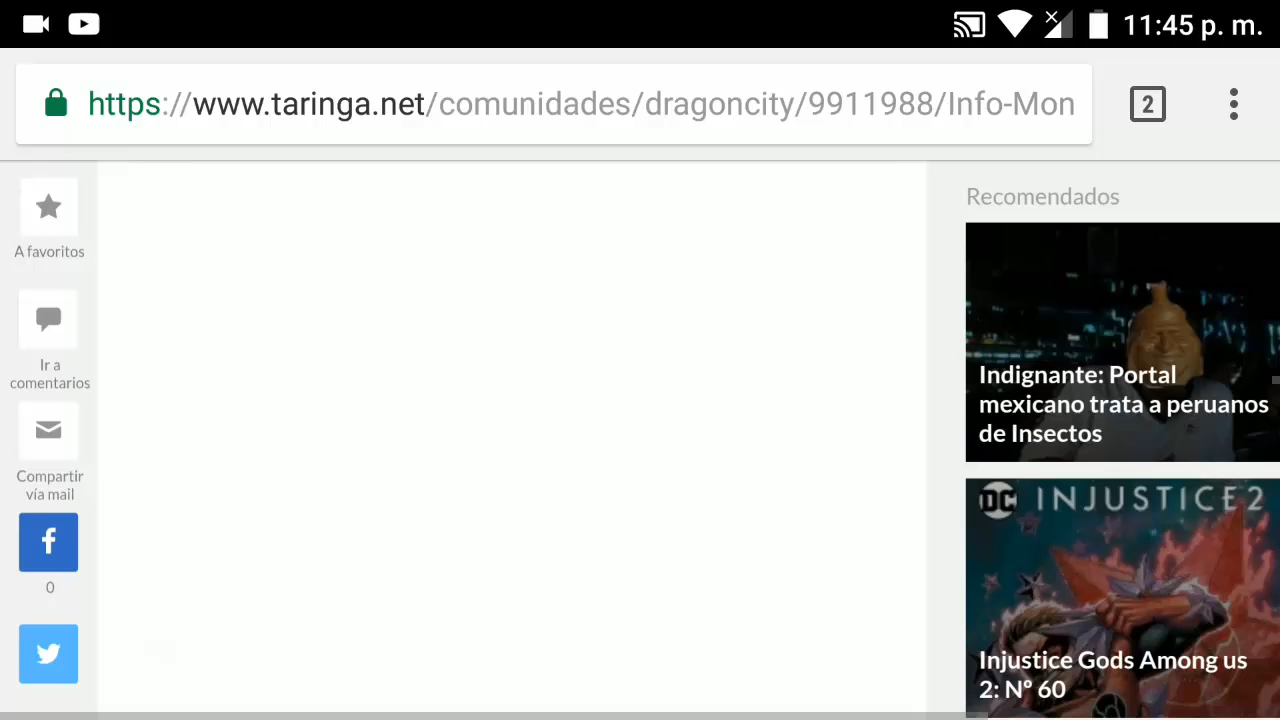 11:45 p. m.
https://www.taringa.net/comunidades/dragoncity/9911988/Info-Mon
2
A favoritos
Ir a
comentarios
Compartir
vía mail
f
0
Recomendados
Indignante: Portal
mexicano trata a peruanos
de Insectos
DC INJUSTICE 2
Injustice Gods Among us
2: Nº 60